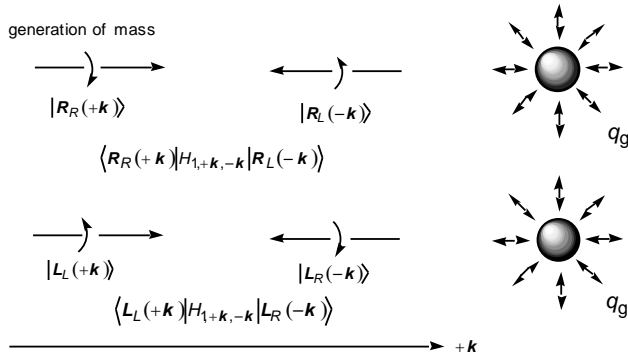 generation of mass
|R_R(+k)⟩ |R_L(−k)⟩ q_g
⟨R_R(+k)|H_{1,+k,−k}|R_L(−k)⟩
|L_L(+k)⟩ |L_R(−k)⟩
⟨L_L(+k)|H_{1,+k,−k}|L_R(−k)⟩ q_g
+k